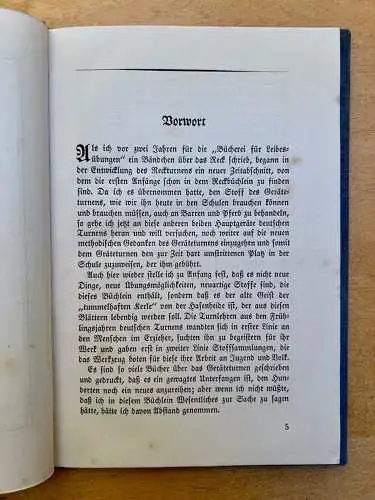 Vorwort
Als ich vor zwei Jahren für die „Bücherei für Leibes-
übungen“ ein Bändchen über das Reck schrieb, begann in
der Entwicklung des Reckturnens ein neuer Zeitabschnitt, von
dem die ersten Anfänge schon in dem Reckbüchlein zu finden
sind. Da ich es übernommen hatte, den Stoff des Geräte-
turnens, wie wir ihn heute in den Schulen brauchen können
und brauchen müssen, auch an Barren und Pferd zu behandeln,
so gehe ich jetzt an diese anderen beiden Hauptgeräte deutschen
Turnens heran und will versuchen, noch weiter auf die neuen
methodischen Gedanken des Geräteturnens einzugehen und somit
dem Geräteturnen den zur Zeit hart umstrittenen Platz in der
Schule zuzuweisen, der ihm gebührt.
Auch hier wieder stelle ich zu Anfang fest, daß es nicht neue
Dinge, neue Übungsmöglichkeiten, neuartige Stoffe sind, die
dieses Büchlein enthält, sondern daß es der alte Geist der
„tummelhaften Kerle“ der Hasenheide ist, der aus diesen
Blättern lebendig werden soll. Die Turnlehren aus den Früh-
lingsjahren deutschen Turnens wandten sich in erster Linie an
den Menschen im Erzieher, suchten ihn zu begeistern für ihr
Werk und gaben erst in zweiter Linie Stoffsammlungen, die
das Werkzeug boten für diese ihre Arbeit an Jugend und Volk.
Es sind so viele Bücher über das Geräteturnen geschrieben
und gedruckt, daß es ein gewagtes Unterfangen ist, den Hun-
derten noch ein neues hinzuzufügen, aber wenn ich nicht wüßte,
daß ich in diesem Büchlein Wesentliches zur Sache zu sagen
hätte, hätte ich davon Abstand genommen.
5